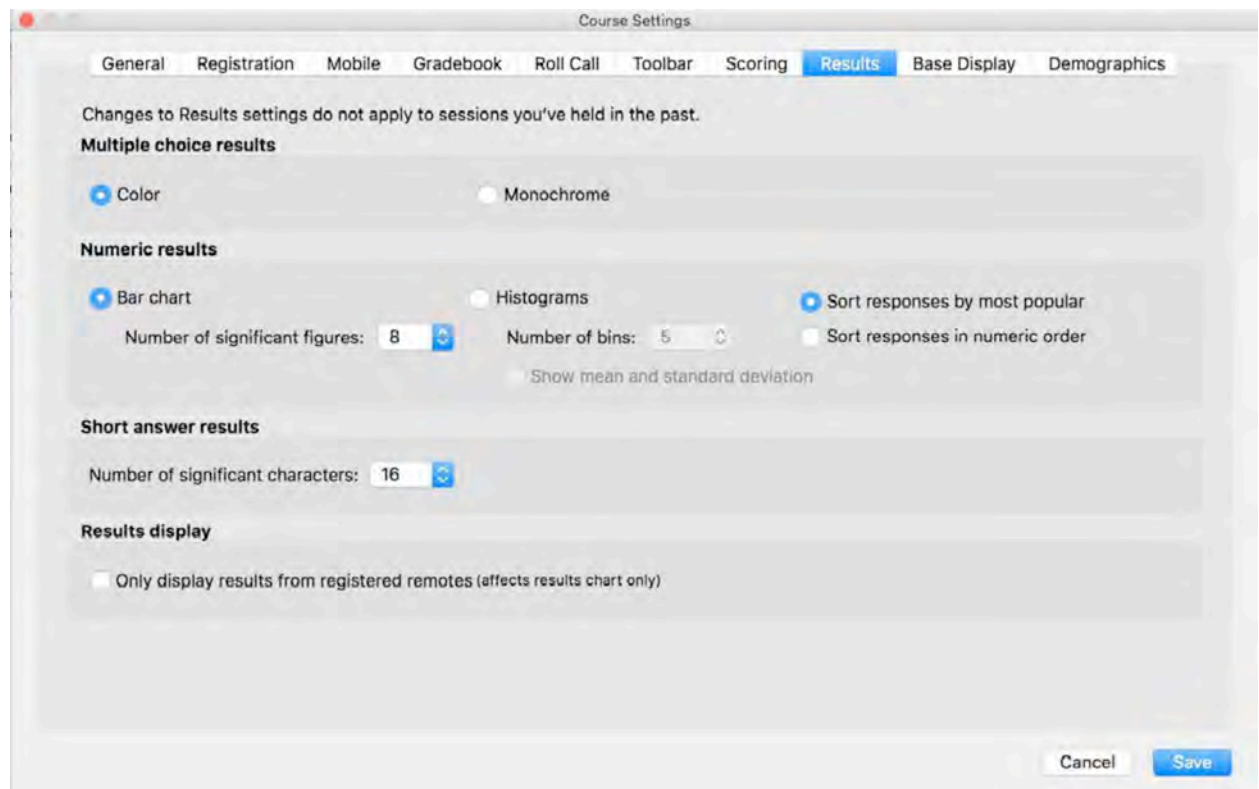 Course Settings
General Registration Mobile Gradebook Roll Call Toolbar Scoring Results Base Display Demographics
Changes to Results settings do not apply to sessions you've held in the past.
Multiple choice results
Color Monochrome
Numeric results
Bar chart Histograms Sort responses by most popular
Number of significant figures: 8 Number of bins: 5 Sort responses in numeric order
Show mean and standard deviation
Short answer results
Number of significant characters: 16
Results display
Only display results from registered remotes (affects results chart only)
Cancel Save